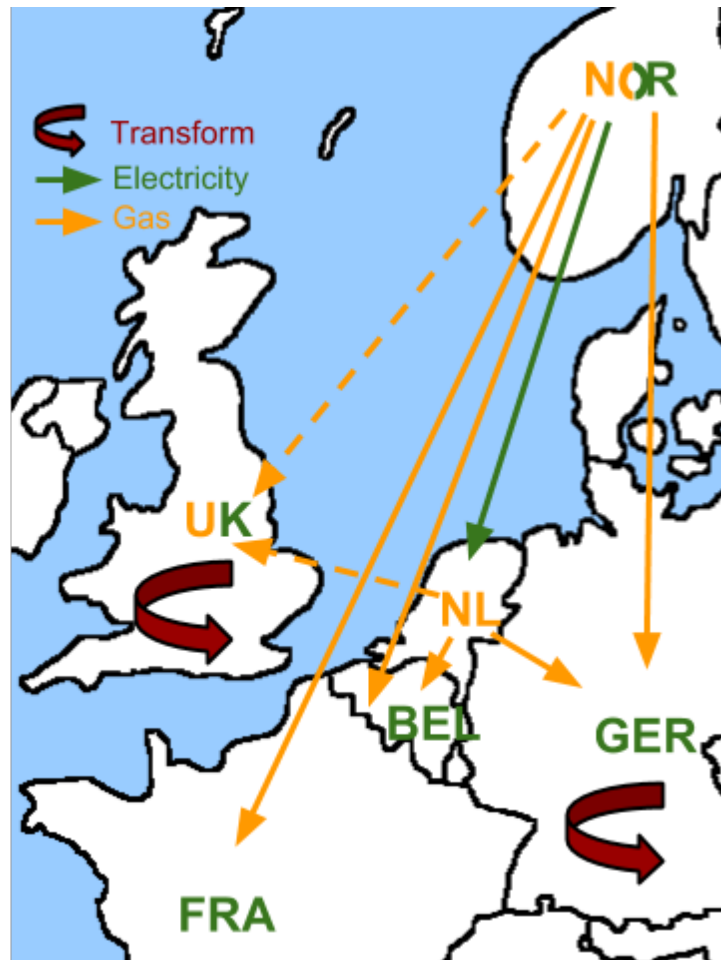 NOR
Transform
Electricity
Gas
UK
NL
BEL
GER
FRA